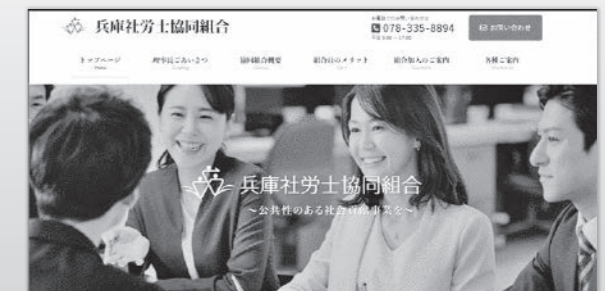 兵庫社労士協同組合
078-335-8894
お問い合わせ
トップページ 理事長ごあいさつ 協同組合概要 組合員のメリット 組合加入のご案内 各種ご案内
兵庫社労士協同組合
〜公共性のある社会貢献事業を〜